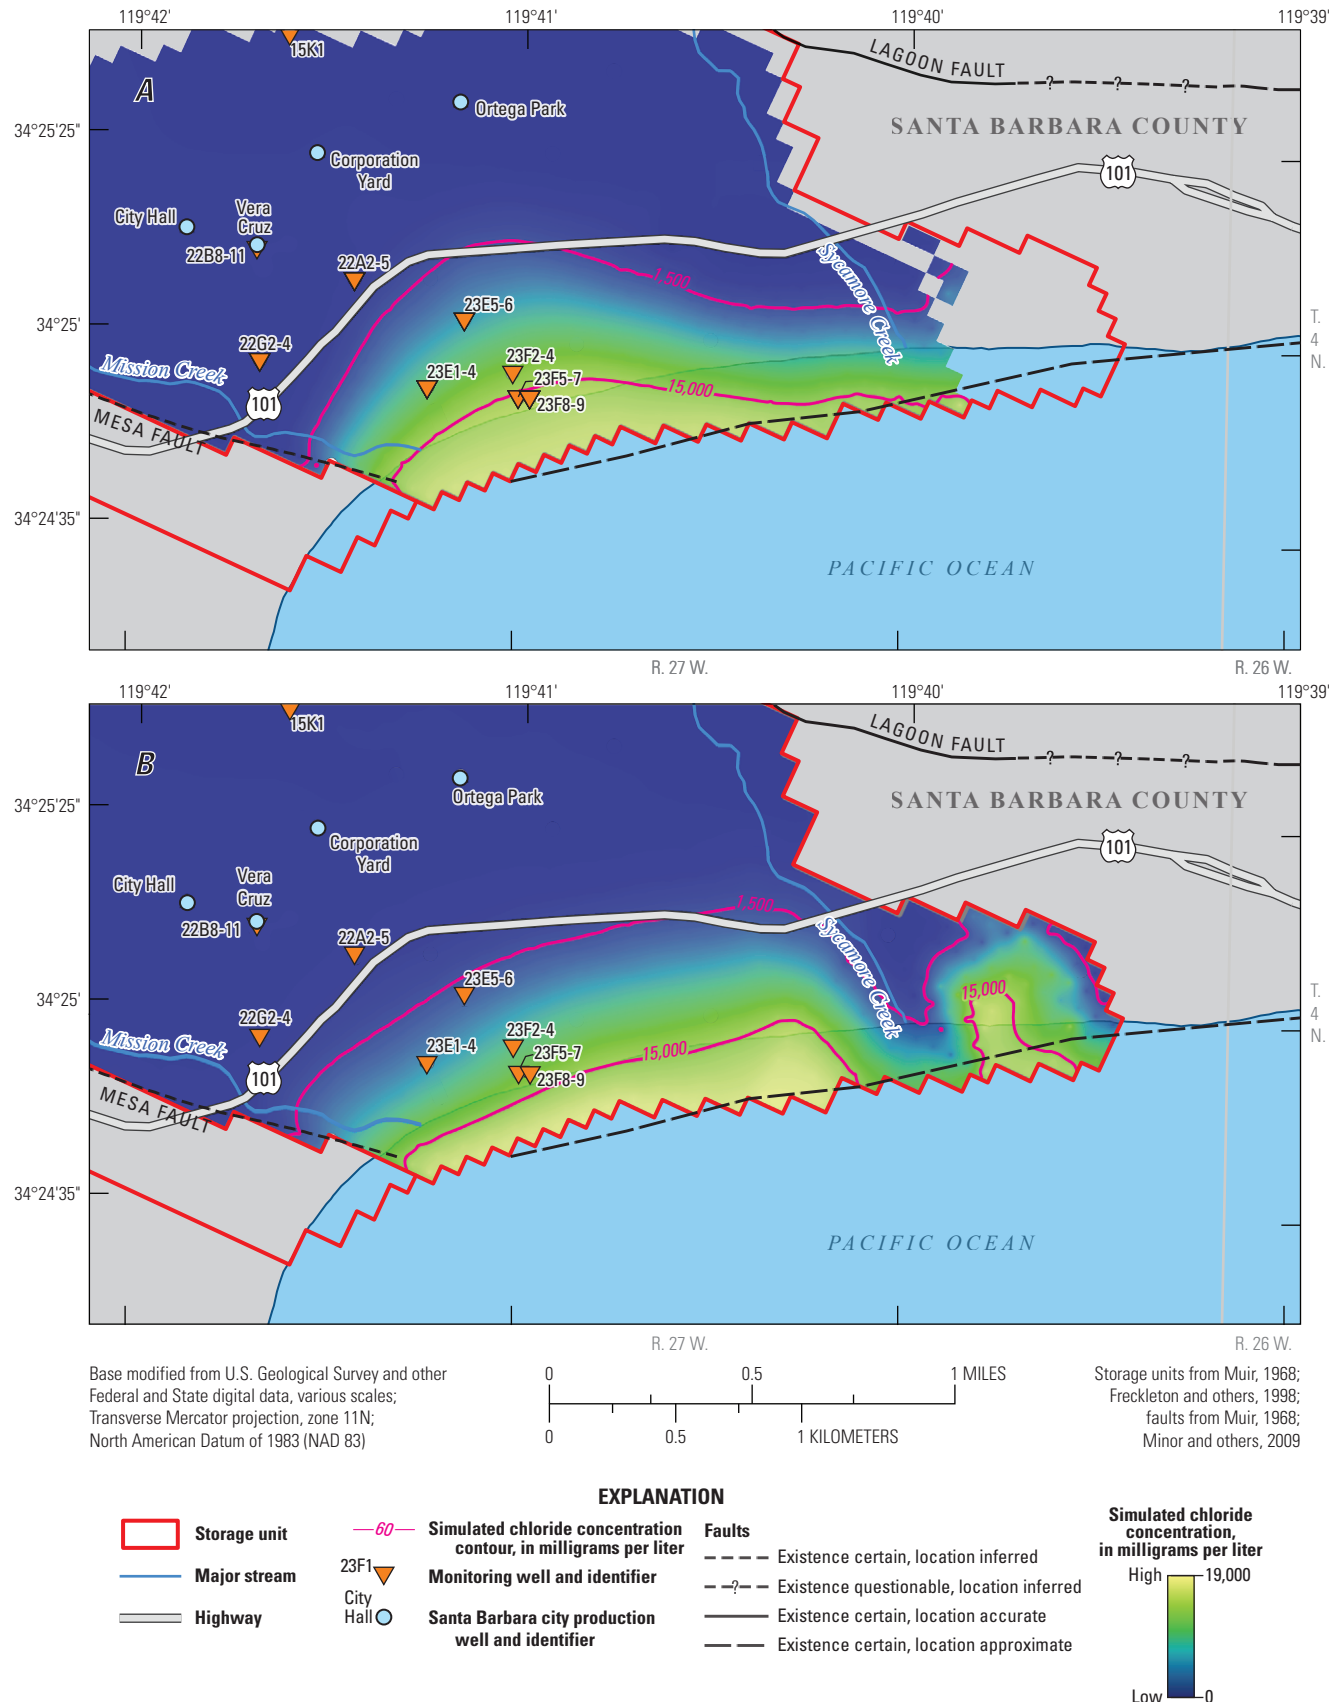 119°42'
119°41'
119°40'
119°39'
15K1
A
LAGOON FAULT
? ? ?
Ortega Park
34°25'25"
SANTA BARBARA COUNTY
Corporation
Yard
101
City Hall
Vera
Cruz
22B8-11
22A2-5
1,500
Sycamore Creek
23E5-6
34°25'
T.
4
N.
22G2-4
Mission Creek
23F2-4
23E1-4
23F5-7
15,000
23F8-9
101
MESA FAULT
34°24'35"
PACIFIC OCEAN
R. 27 W.
R. 26 W.
119°42'
119°41'
119°40'
119°39'
15K1
B
LAGOON FAULT
? ? ?
Ortega Park
34°25'25"
SANTA BARBARA COUNTY
Corporation
Yard
101
City Hall
Vera
Cruz
1,500
22B8-11
22A2-5
Sycamore Creek
23E5-6
15,000
34°25'
T.
4
N.
22G2-4
Mission Creek
23F2-4
23E1-4
23F5-7
15,000
23F8-9
101
MESA FAULT
34°24'35"
PACIFIC OCEAN
R. 27 W.
R. 26 W.
Base modified from U.S. Geological Survey and other
Federal and State digital data, various scales;
Transverse Mercator projection, zone 11N;
North American Datum of 1983 (NAD 83)
0 0.5 1 MILES
0 0.5 1 KILOMETERS
Storage units from Muir, 1968;
Freckleton and others, 1998;
faults from Muir, 1968;
Minor and others, 2009
EXPLANATION
Storage unit
Major stream
Highway
60
Simulated chloride concentration
contour, in milligrams per liter
23F1
Monitoring well and identifier
City
Hall
Santa Barbara city production
well and identifier
Faults
Existence certain, location inferred
?
Existence questionable, location inferred
Existence certain, location accurate
Existence certain, location approximate
Simulated chloride
concentration,
in milligrams per liter
High 19,000
Low 0